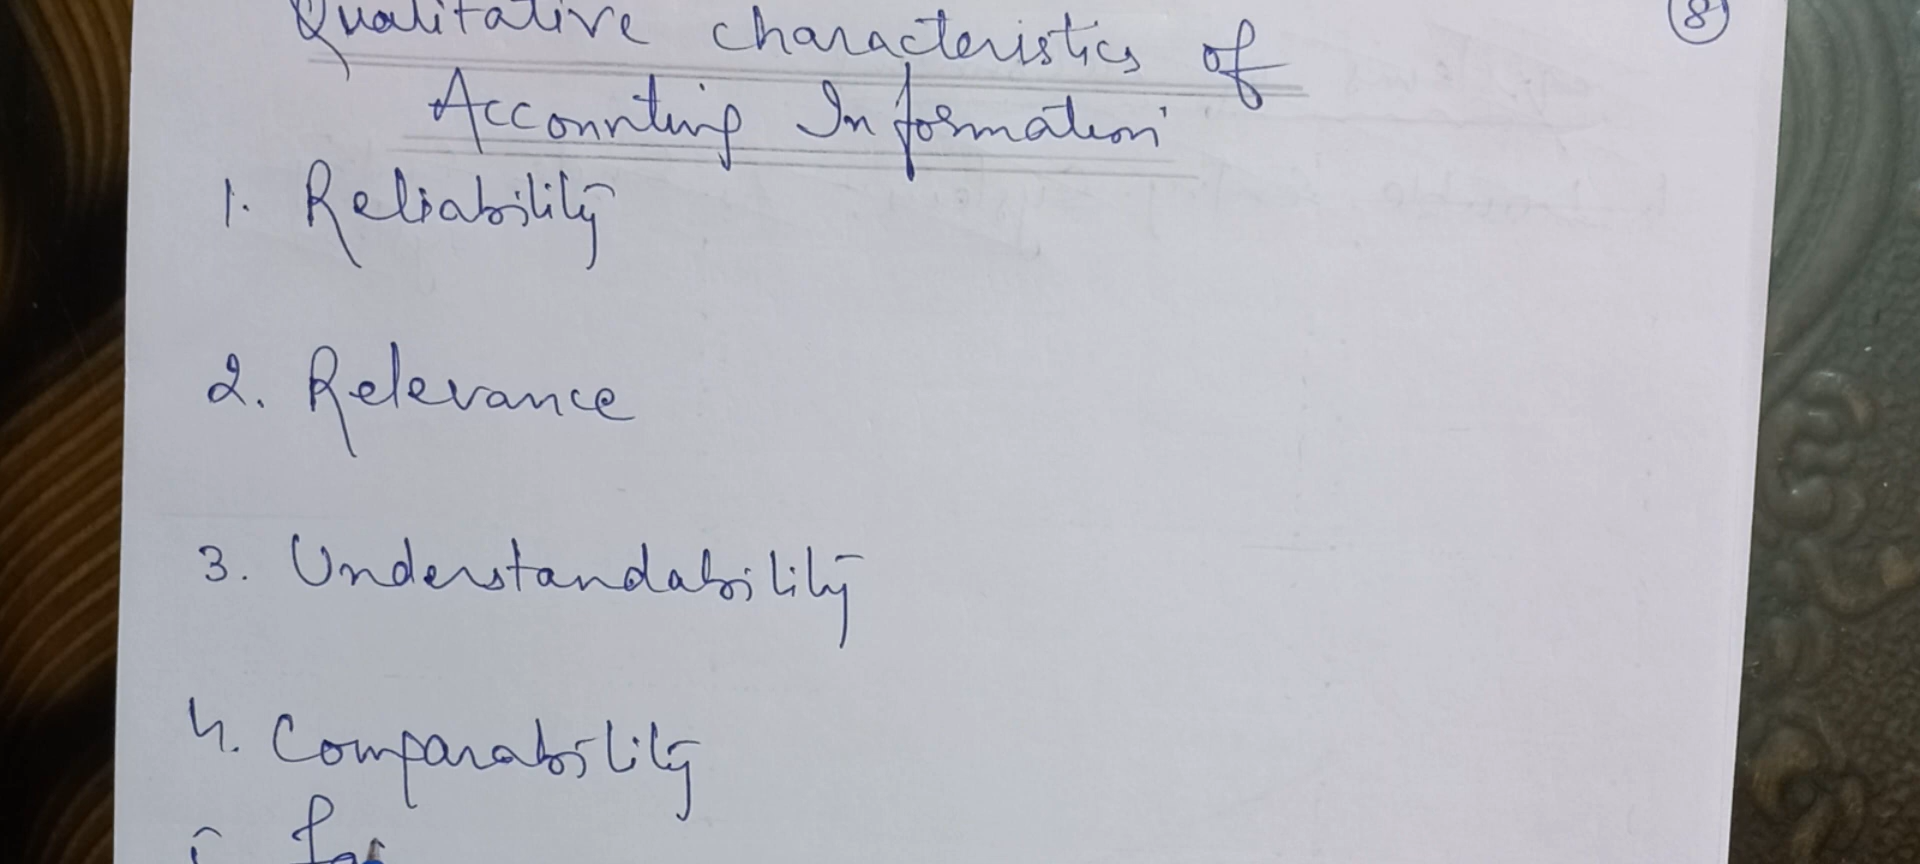 8
Qualitative characteristics of
Accounting Information
1. Reliability
2. Relevance
3. Understandability
4. Comparability